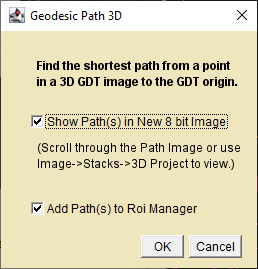 Geodesic Path 3D
Find the shortest path from a point
in a 3D GDT image to the GDT origin.
Show Path(s) in New 8 bit Image
(Scroll through the Path Image or use
Image->Stacks->3D Project to view.)
Add Path(s) to Roi Manager
OK Cancel